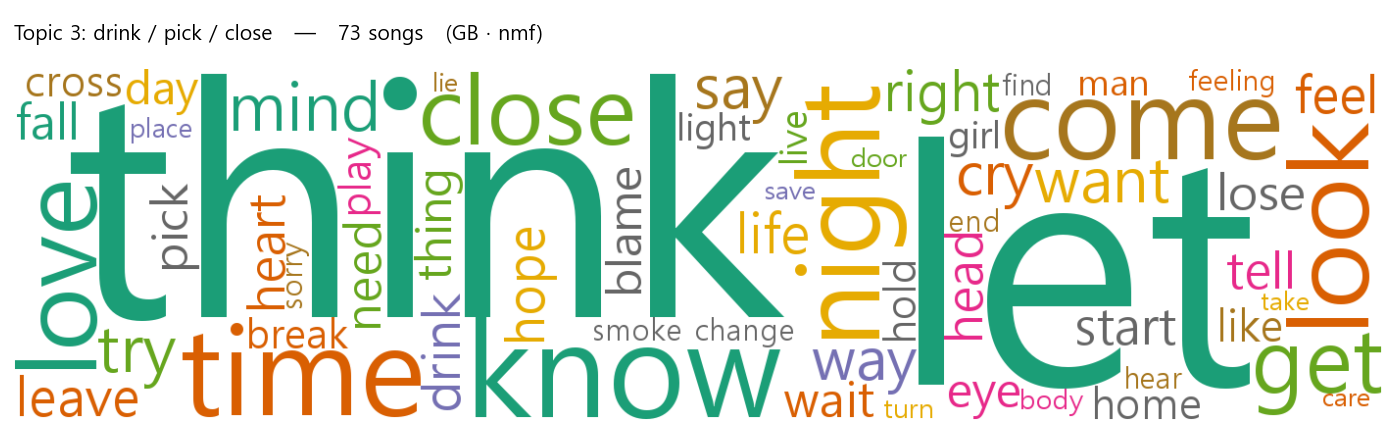 Topic 3: drink / pick / close — 73 songs (GB · nmf)
cross
day
fall
place
mind
lie
close
say
light
live
right
find
man
feeling
feel
girl
come
door
think
love
pick
heart
sorry
need
play
thing
hope
blame
save
life
night
cry
want
lose
look
end
head
hold
let
tell
take
like
start
try
break
time
drink
know
smoke
change
way
get
leave
wait
turn
eye
body
hear
home
care